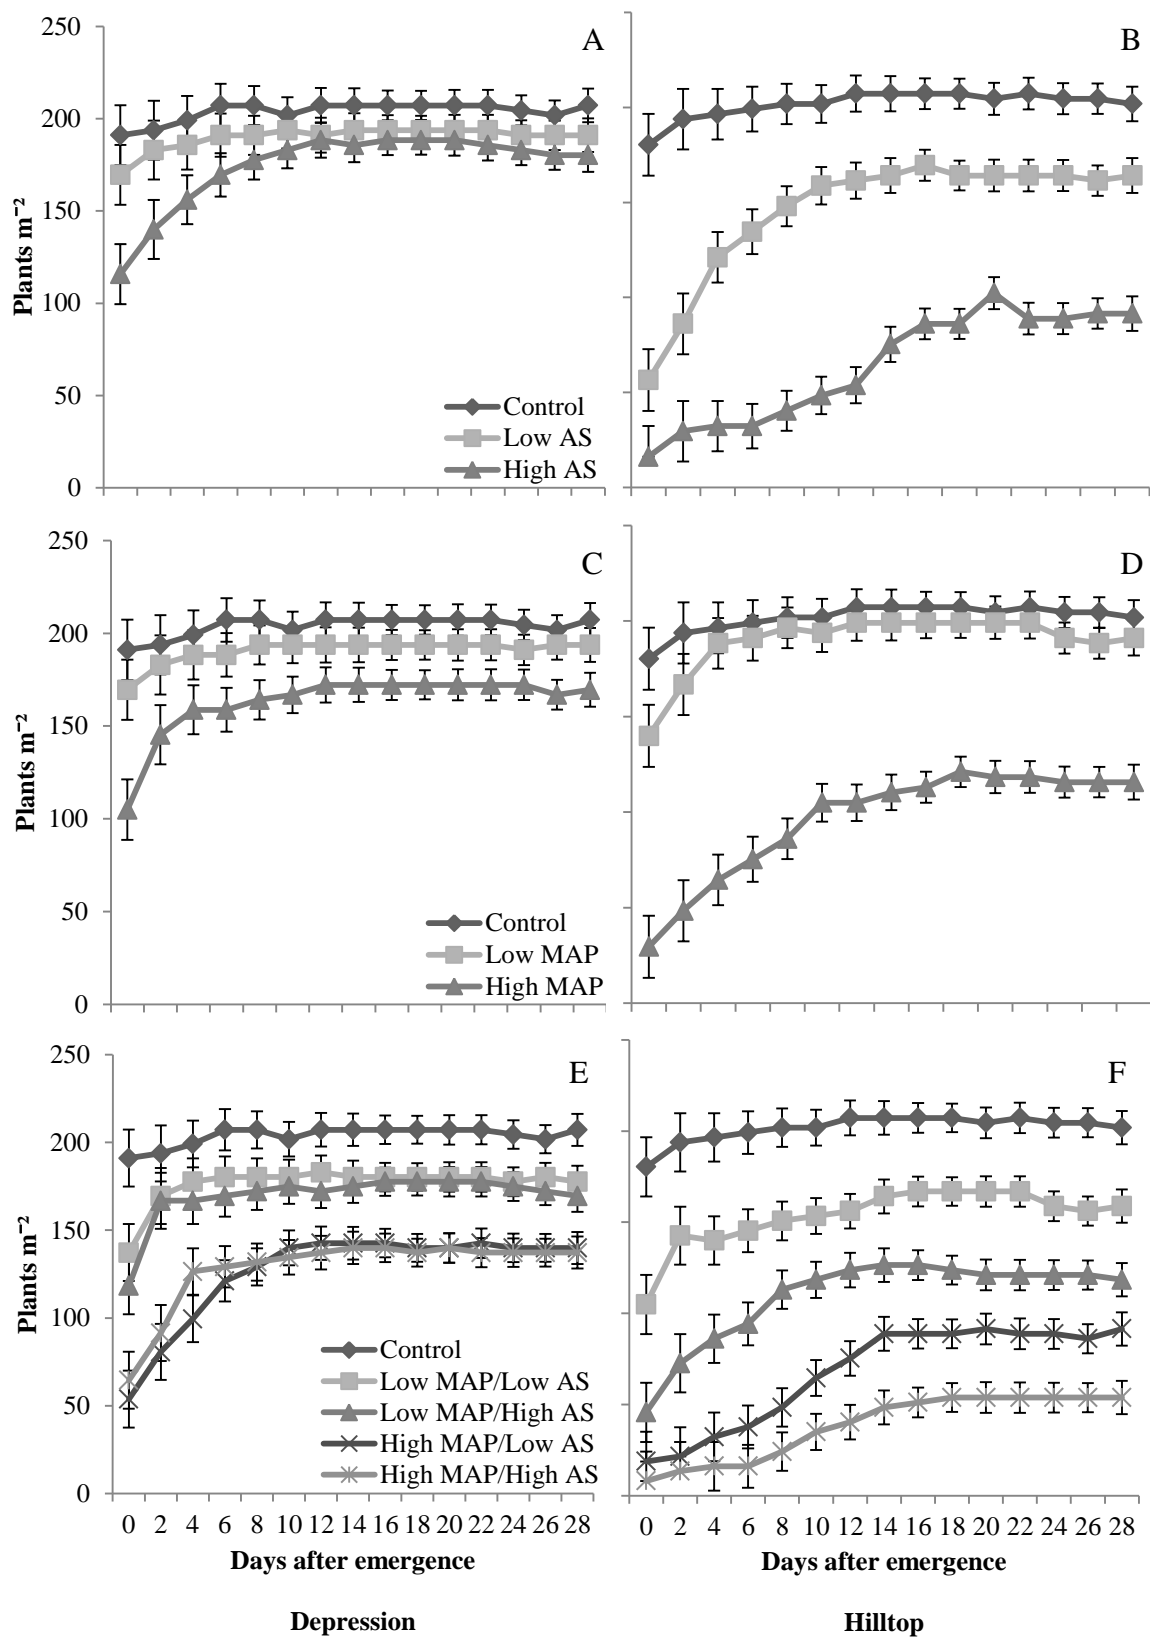 250
200
150
100
50
0
Plants m⁻²
A
Control
Low AS
High AS
B
250
200
150
100
50
0
Plants m⁻²
C
Control
Low MAP
High MAP
D
250
200
150
100
50
0
Plants m⁻²
E
Control
Low MAP/Low AS
Low MAP/High AS
High MAP/Low AS
High MAP/High AS
0 2 4 6 8 10 12 14 16 18 20 22 24 26 28
Days after emergence
Depression
F
0 2 4 6 8 10 12 14 16 18 20 22 24 26 28
Days after emergence
Hilltop